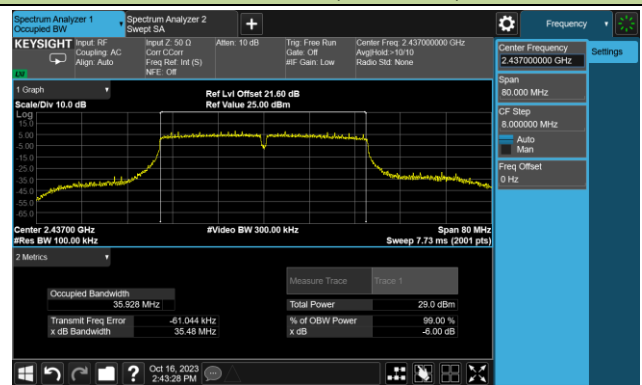 Spectrum Analyzer 1
Occupied BW
Spectrum Analyzer 2
Swept SA
Frequency
KEYSIGHT
Input: RF
Coupling: AC
Align: Auto
Input Z: 50 Ω
Corr CCorr
Freq Ref: Int (S)
NFE: Off
Atten: 10 dB
Trig: Free Run
Gate: Off
#IF Gain: Low
Center Freq: 2.437000000 GHz
Avg|Hold:>10/10
Radio Std: None
Center Frequency
2.437000000 GHz
Settings
Span
80.000 MHz
CF Step
8.000000 MHz
Auto
Man
Freq Offset
0 Hz
1 Graph
Scale/Div 10.0 dB
Ref Lvl Offset 21.60 dB
Ref Value 25.00 dBm
Log
15.0
5.00
-5.00
-15.0
-25.0
-35.0
-45.0
-55.0
-65.0
Center 2.43700 GHz
#Res BW 100.00 kHz
#Video BW 300.00 kHz
Span 80 MHz
Sweep 7.73 ms (2001 pts)
2 Metrics
Measure Trace
Trace 1
Occupied Bandwidth
35.928 MHz
Total Power
29.0 dBm
Transmit Freq Error
-61.044 kHz
% of OBW Power
99.00 %
x dB Bandwidth
35.48 MHz
x dB
-6.00 dB
Oct 16, 2023
2:43:28 PM